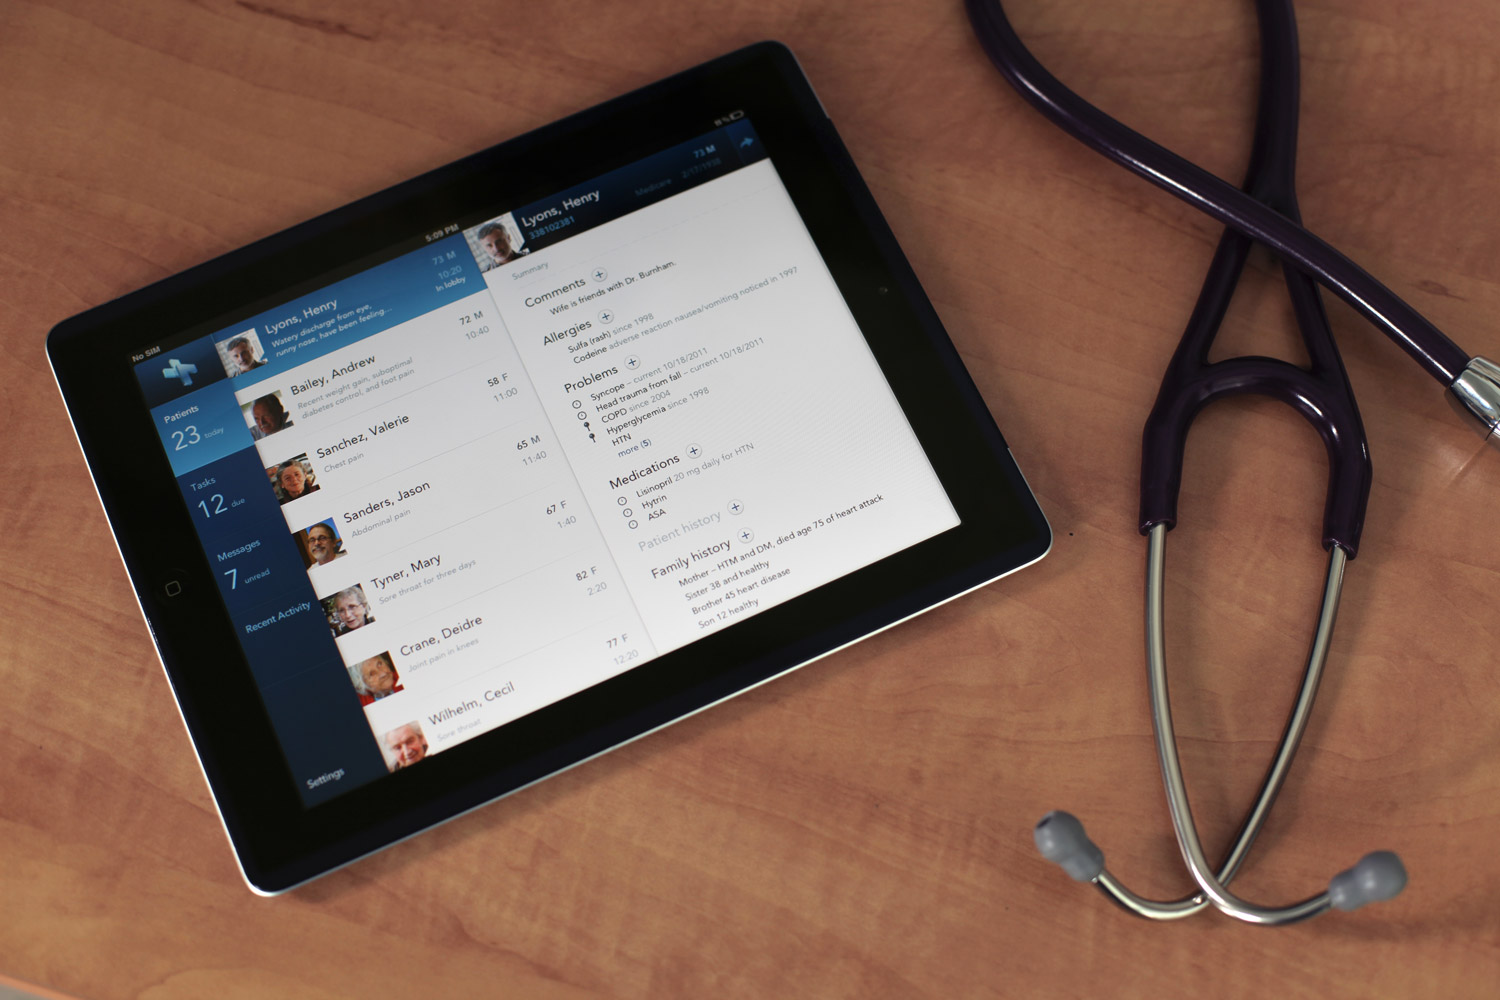 No SIM
5:09 PM
8%
Patients
23 today
Tasks
12 due
Messages
7 unread
Recent Activity
Settings
Lyons, Henry
73 M
10:20
In lobby
Watery discharge from eye,
runny nose, have been feeling...
Bailey, Andrew
72 M
10:40
Recent weight gain, suboptimal
diabetes control, and foot pain
Sanchez, Valerie
58 F
11:00
Chest pain
Sanders, Jason
65 M
11:40
Abdominal pain
Tyner, Mary
67 F
1:40
Sore throat for three days
Crane, Deidre
82 F
2:20
Joint pain in knees
Wilhelm, Cecil
77 F
12:20
Sore throat
Lyons, Henry
338102381
73 M
Medicare 2/17/1938
Summary
Comments
Wife is friends with Dr. Burnham.
Allergies
Sulfa (rash) since 1998
Codeine adverse reaction nausea/vomiting noticed in 1997
Problems
Syncope – current 10/18/2011
Head trauma from fall – current 10/18/2011
COPD since 2004
Hyperglycemia since 1998
HTN
more (5)
Medications
Lisinopril 20 mg daily for HTN
Hytrin
ASA
Patient history
Family history
Mother – HTM and DM, died age 75 of heart attack
Sister 38 and healthy
Brother 45 heart disease
Son 12 healthy